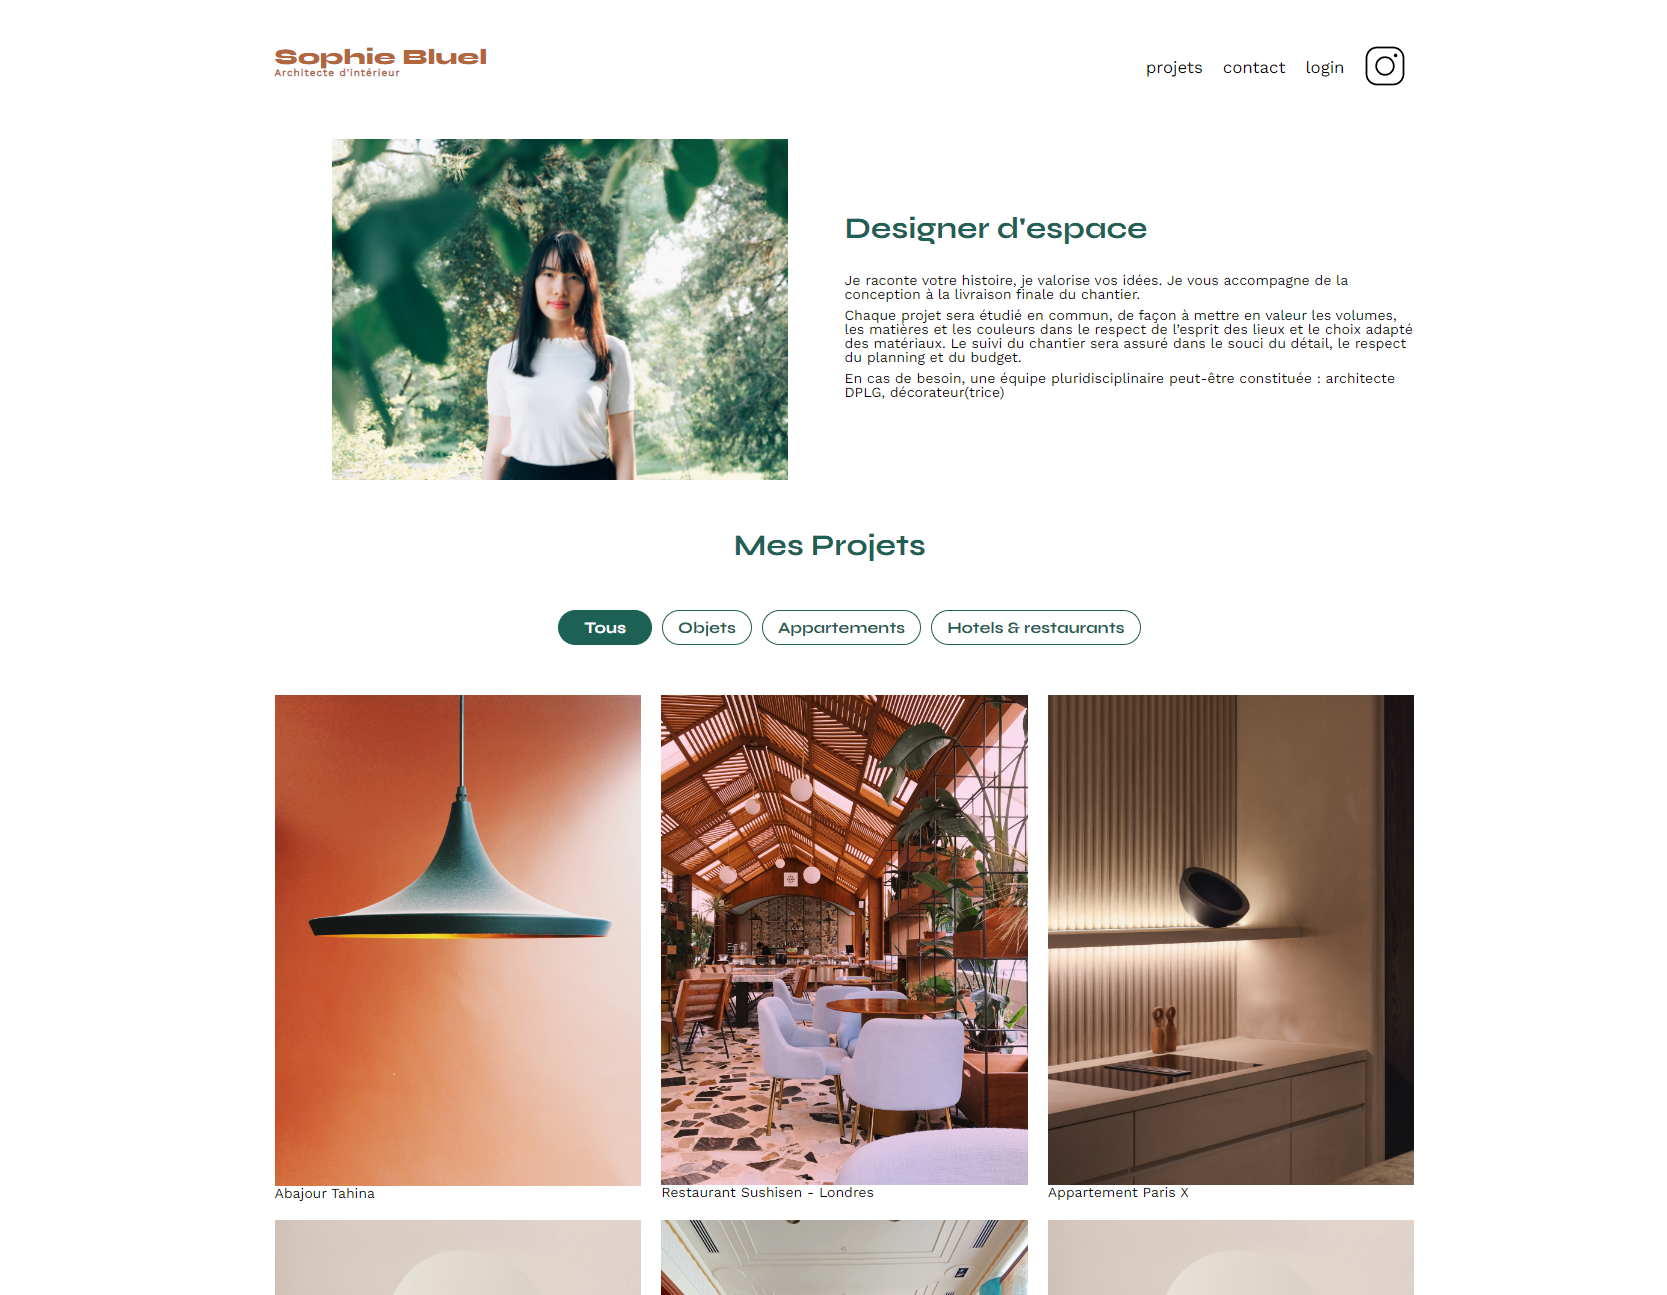 Sophie Bluel
Architecte d'intérieur
projets contact login
Designer d'espace
Je raconte votre histoire, je valorise vos idées. Je vous accompagne de la
conception à la livraison finale du chantier.
Chaque projet sera étudié en commun, de façon à mettre en valeur les volumes,
les matières et les couleurs dans le respect de l’esprit des lieux et le choix adapté
des matériaux. Le suivi du chantier sera assuré dans le souci du détail, le respect
du planning et du budget.
En cas de besoin, une équipe pluridisciplinaire peut-être constituée : architecte
DPLG, décorateur(trice)
Mes Projets
Tous Objets Appartements Hotels & restaurants
Abajour Tahina
Restaurant Sushisen - Londres
Appartement Paris X